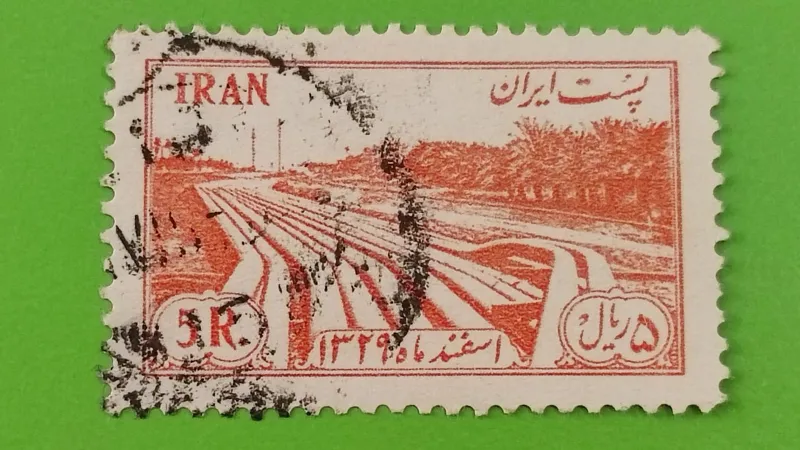 IRAN
پست ایران
5 R
اسفند ماه ۱۳۲۹
۵ ریال